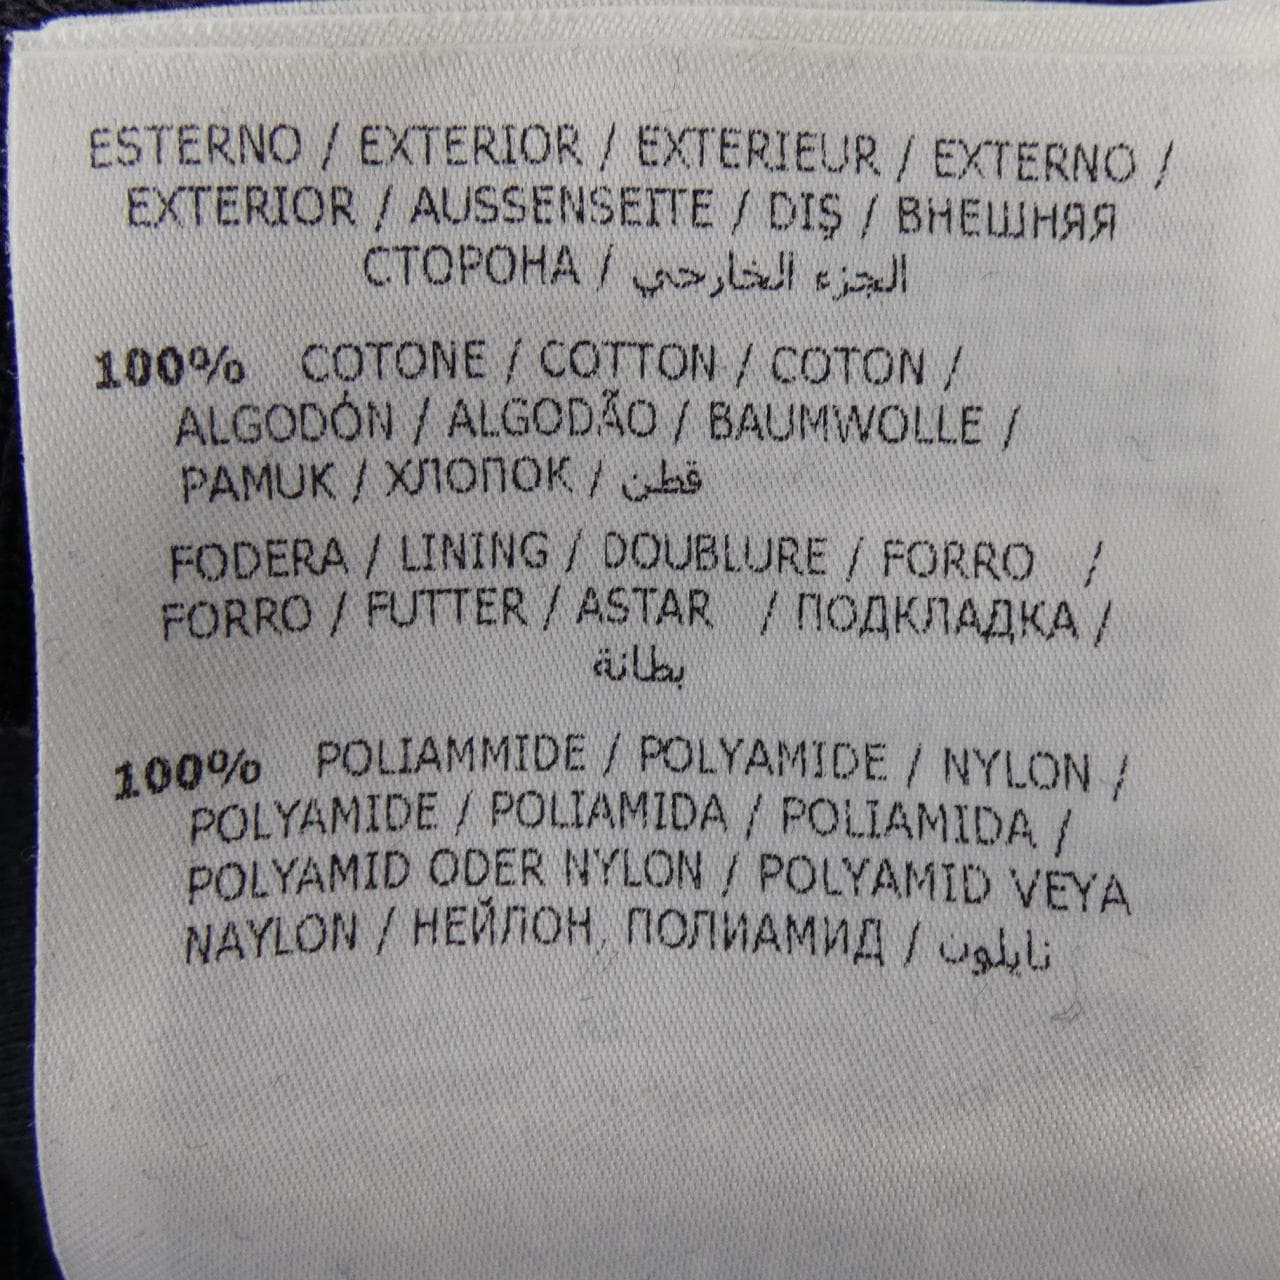 ESTERNO / EXTERIOR / EXTERIEUR / EXTERNO /
EXTERIOR / AUSSENSEITE / DIŞ / ВНЕШНЯЯ
СТОРОНА / الجزء الخارجي
100% COTONE / COTTON / COTON /
ALGODÓN / ALGODÃO / BAUMWOLLE /
PAMUK / ХЛОПОК / قطن
FODERA / LINING / DOUBLURE / FORRO /
FORRO / FUTTER / ASTAR / ПОДКЛАДКА /
بطانة
100% POLIAMMIDE / POLYAMIDE / NYLON /
POLYAMIDE / POLIAMIDA / POLIAMIDA /
POLYAMID ODER NYLON / POLYAMID VEYA
NAYLON / НЕЙЛОН, ПОЛИАМИД / نايلون